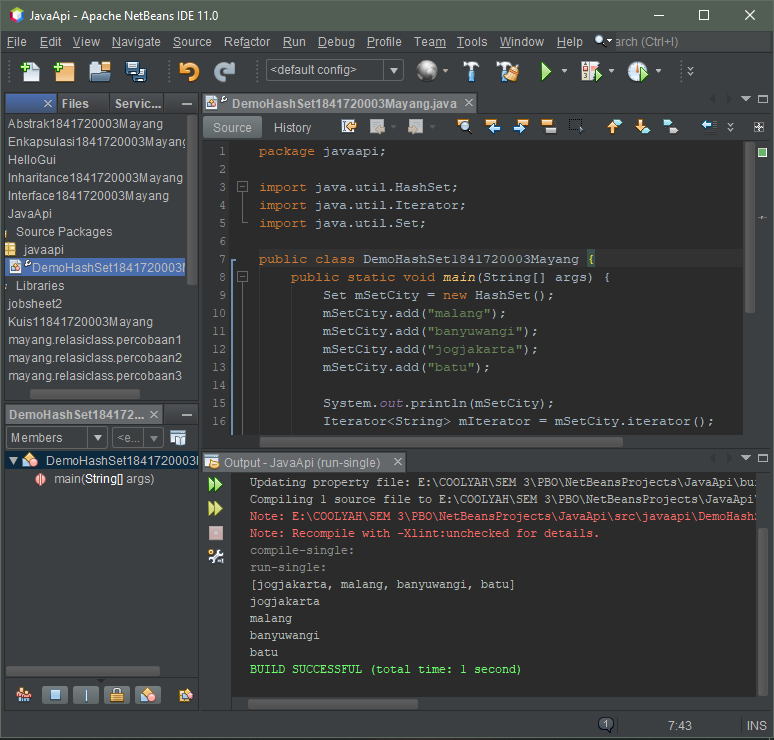 JavaApi - Apache NetBeans IDE 11.0
File Edit View Navigate Source Refactor Run Debug Profile Team Tools Window Help arch (Ctrl+I)
<default config>
Files Servic...
Abstrak1841720003Mayang
Enkapsulasi1841720003Mayang
HelloGui
Inharitance1841720003Mayang
Interface1841720003Mayang
JavaApi
Source Packages
javaapi
DemoHashSet1841720003
Libraries
jobsheet2
Kuis11841720003Mayang
mayang.relasiclass.percobaan1
mayang.relasiclass.percobaan2
mayang.relasiclass.percobaan3
DemoHashSet184172...
Members <e...
DemoHashSet1841720003
main(String[] args)
DemoHashSet1841720003Mayang.java
Source History
1 package javaapi;
2
3 import java.util.HashSet;
4 import java.util.Iterator;
5 import java.util.Set;
6
7 public class DemoHashSet1841720003Mayang {
8 public static void main(String[] args) {
9 Set mSetCity = new HashSet();
10 mSetCity.add("malang");
11 mSetCity.add("banyuwangi");
12 mSetCity.add("jogjakarta");
13 mSetCity.add("batu");
14
15 System.out.println(mSetCity);
16 Iterator<String> mIterator = mSetCity.iterator();
Output - JavaApi (run-single)
Updating property file: E:\COOLYAH\SEM 3\PBO\NetBeansProjects\JavaApi\bu
Compiling 1 source file to E:\COOLYAH\SEM 3\PBO\NetBeansProjects\JavaApi
Note: E:\COOLYAH\SEM 3\PBO\NetBeansProjects\JavaApi\src\javaapi\DemoHash
Note: Recompile with -Xlint:unchecked for details.
compile-single:
run-single:
[jogjakarta, malang, banyuwangi, batu]
jogjakarta
malang
banyuwangi
batu
BUILD SUCCESSFUL (total time: 1 second)
1 7:43 INS